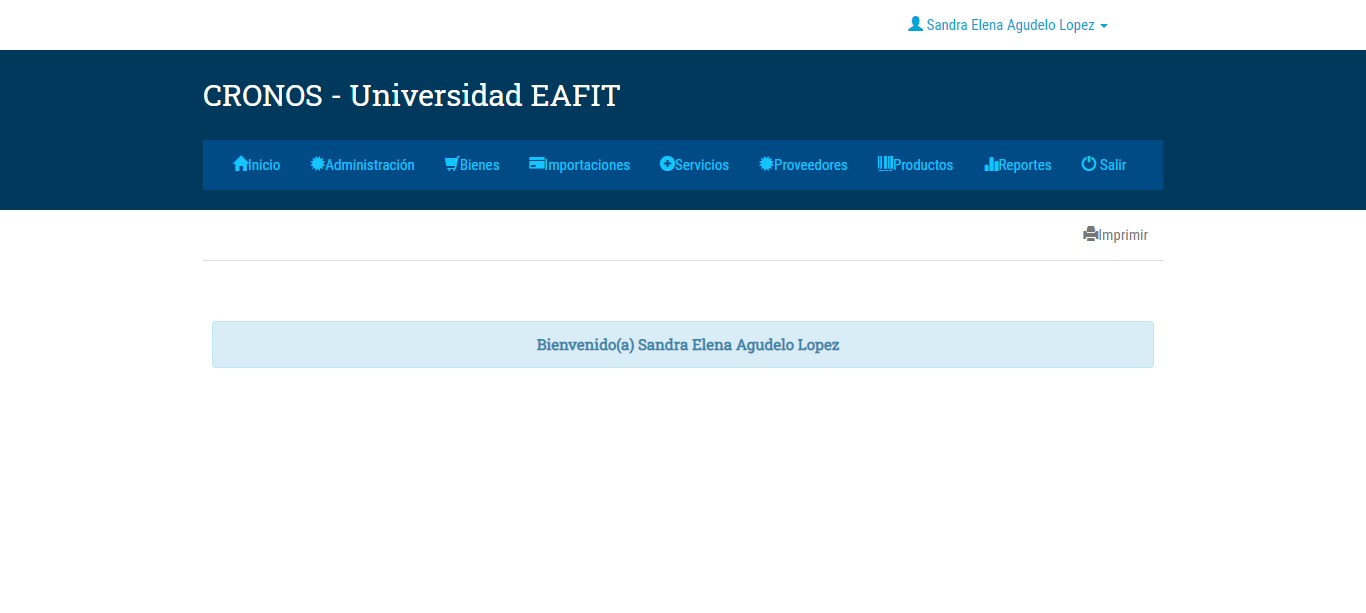 Sandra Elena Agudelo Lopez
CRONOS - Universidad EAFIT
Inicio Administración Bienes Importaciones Servicios Proveedores Productos Reportes Salir
Imprimir
Bienvenido(a) Sandra Elena Agudelo Lopez